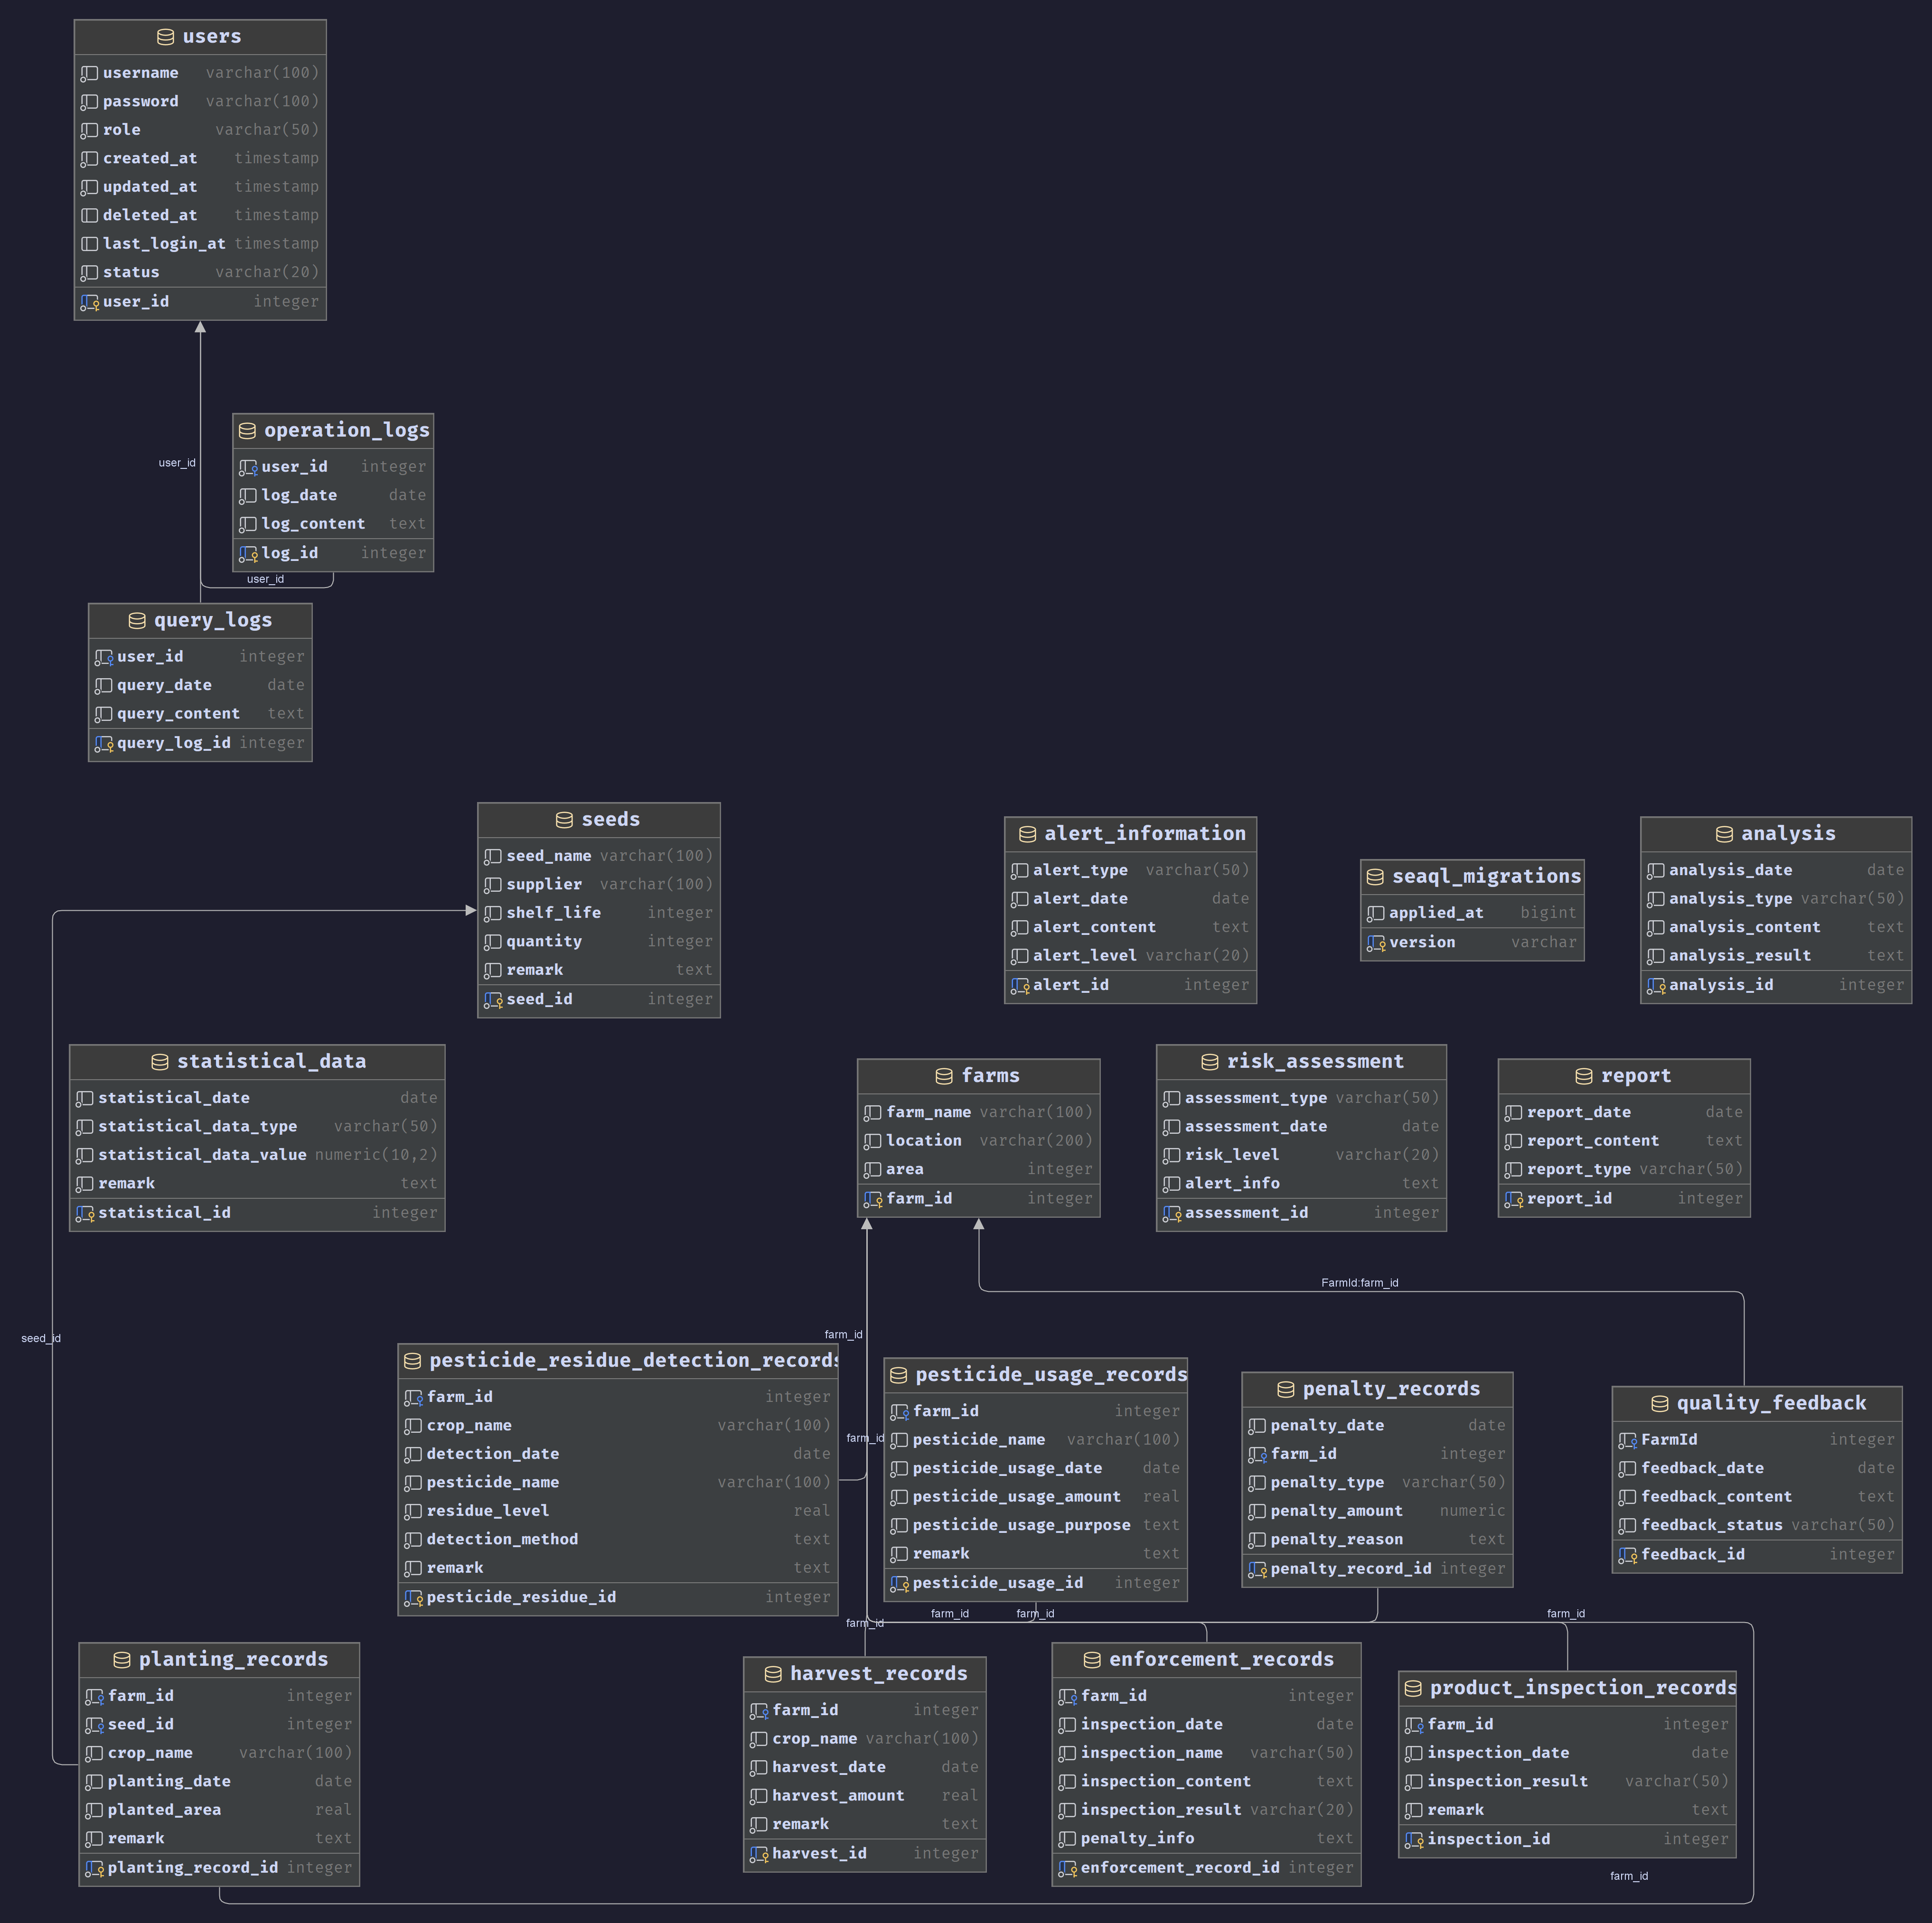 users
username varchar(100)
password varchar(100)
role varchar(50)
created_at timestamp
updated_at timestamp
deleted_at timestamp
last_login_at timestamp
status varchar(20)
user_id integer
operation_logs
user_id integer
log_date date
log_content text
log_id integer
user_id
user_id
query_logs
user_id integer
query_date date
query_content text
query_log_id integer
seeds
seed_name varchar(100)
supplier varchar(100)
shelf_life integer
quantity integer
remark text
seed_id integer
alert_information
alert_type varchar(50)
alert_date date
alert_content text
alert_level varchar(20)
alert_id integer
seaql_migrations
applied_at bigint
version varchar
analysis
analysis_date date
analysis_type varchar(50)
analysis_content text
analysis_result text
analysis_id integer
statistical_data
statistical_date date
statistical_data_type varchar(50)
statistical_data_value numeric(10,2)
remark text
statistical_id integer
farms
farm_name varchar(100)
location varchar(200)
area integer
farm_id integer
risk_assessment
assessment_type varchar(50)
assessment_date date
risk_level varchar(20)
alert_info text
assessment_id integer
report
report_date date
report_content text
report_type varchar(50)
report_id integer
FarmId:farm_id
seed_id
farm_id
pesticide_residue_detection_records
farm_id integer
crop_name varchar(100)
detection_date date
pesticide_name varchar(100)
residue_level real
detection_method text
remark text
pesticide_residue_id integer
farm_id
pesticide_usage_records
farm_id integer
pesticide_name varchar(100)
pesticide_usage_date date
pesticide_usage_amount real
pesticide_usage_purpose text
remark text
pesticide_usage_id integer
penalty_records
penalty_date date
farm_id integer
penalty_type varchar(50)
penalty_amount numeric
penalty_reason text
penalty_record_id integer
quality_feedback
FarmId integer
feedback_date date
feedback_content text
feedback_status varchar(50)
feedback_id integer
farm_id
farm_id
farm_id
farm_id
planting_records
farm_id integer
seed_id integer
crop_name varchar(100)
planting_date date
planted_area real
remark text
planting_record_id integer
harvest_records
farm_id integer
crop_name varchar(100)
harvest_date date
harvest_amount real
remark text
harvest_id integer
enforcement_records
farm_id integer
inspection_date date
inspection_name varchar(50)
inspection_content text
inspection_result varchar(20)
penalty_info text
enforcement_record_id integer
product_inspection_records
farm_id integer
inspection_date date
inspection_result varchar(50)
remark text
inspection_id integer
farm_id